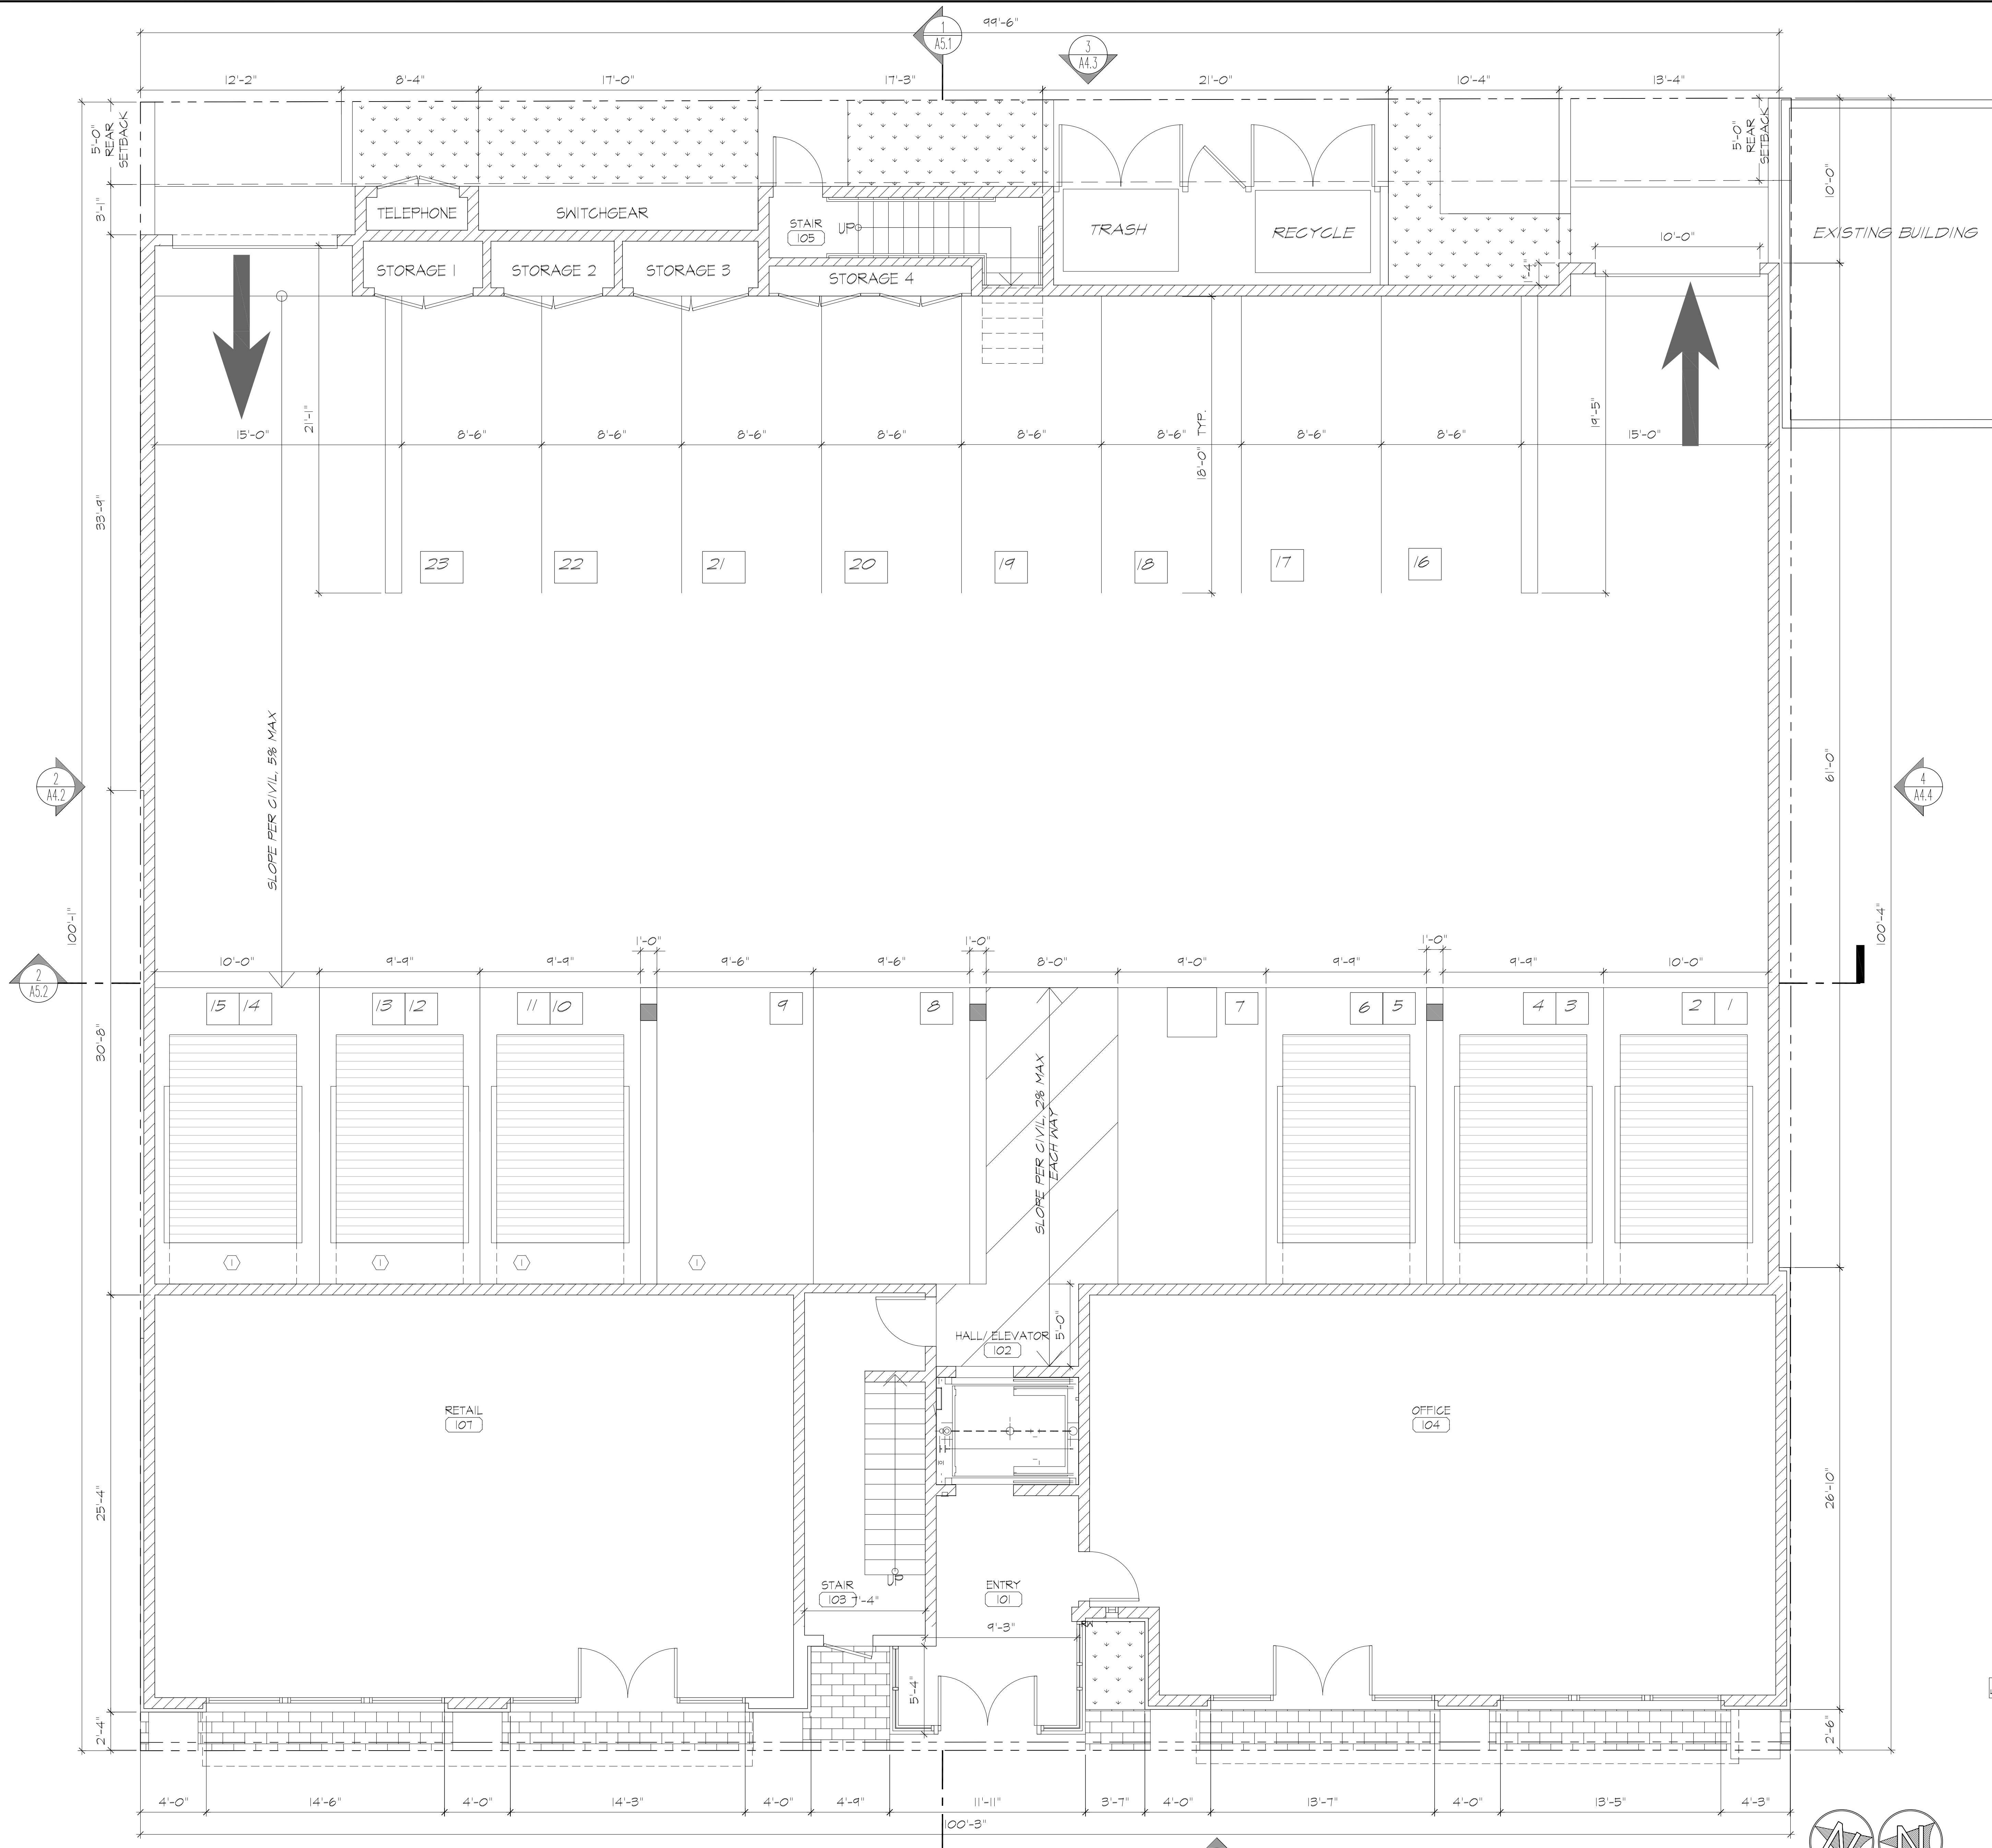 99'-6"
1
A5.1
3
A4.3
12'-2" 8'-4" 17'-0" 17'-3" 21'-0" 10'-4" 13'-4"
5'-0"
REAR
SETBACK
5'-0"
REAR
SETBACK
3'-1"
10'-0"
TELEPHONE SWITCHGEAR
STAIR
105
UP
TRASH RECYCLE
EXISTING BUILDING
10'-0"
STORAGE 1 STORAGE 2 STORAGE 3 STORAGE 4
1'-4"
21'-1"
18'-0" TYP.
19'-5"
15'-0" 8'-6" 8'-6" 8'-6" 8'-6" 8'-6" 8'-6" 8'-6" 8'-6" 15'-0"
33'-9"
23 22 21 20 19 18 17 16
SLOPE PER CIVIL, 5% MAX
2
A4.2
61'-0"
4
A4.4
100'-1"
100'-4"
2
A5.2
1'-0" 1'-0" 1'-0"
10'-0" 9'-9" 9'-9" 9'-6" 9'-6" 8'-0" 9'-0" 9'-9" 9'-9" 10'-0"
15 14 13 12 11 10 9 8 7 6 5 4 3 2 1
30'-8"
SLOPE PER CIVIL, 2% MAX
EACH WAY
1 1 1 1
HALL/ ELEVATOR
102
5'-0"
RETAIL
107
OFFICE
104
25'-4"
26'-10"
UP
STAIR
103 7'-4"
ENTRY
101
9'-3"
RW
5'-4"
2'-4"
2'-6"
4'-0" 14'-6" 4'-0" 14'-3" 4'-0" 4'-9" 11'-11" 3'-7" 4'-0" 13'-7" 4'-0" 13'-5" 4'-3"
100'-3"
N